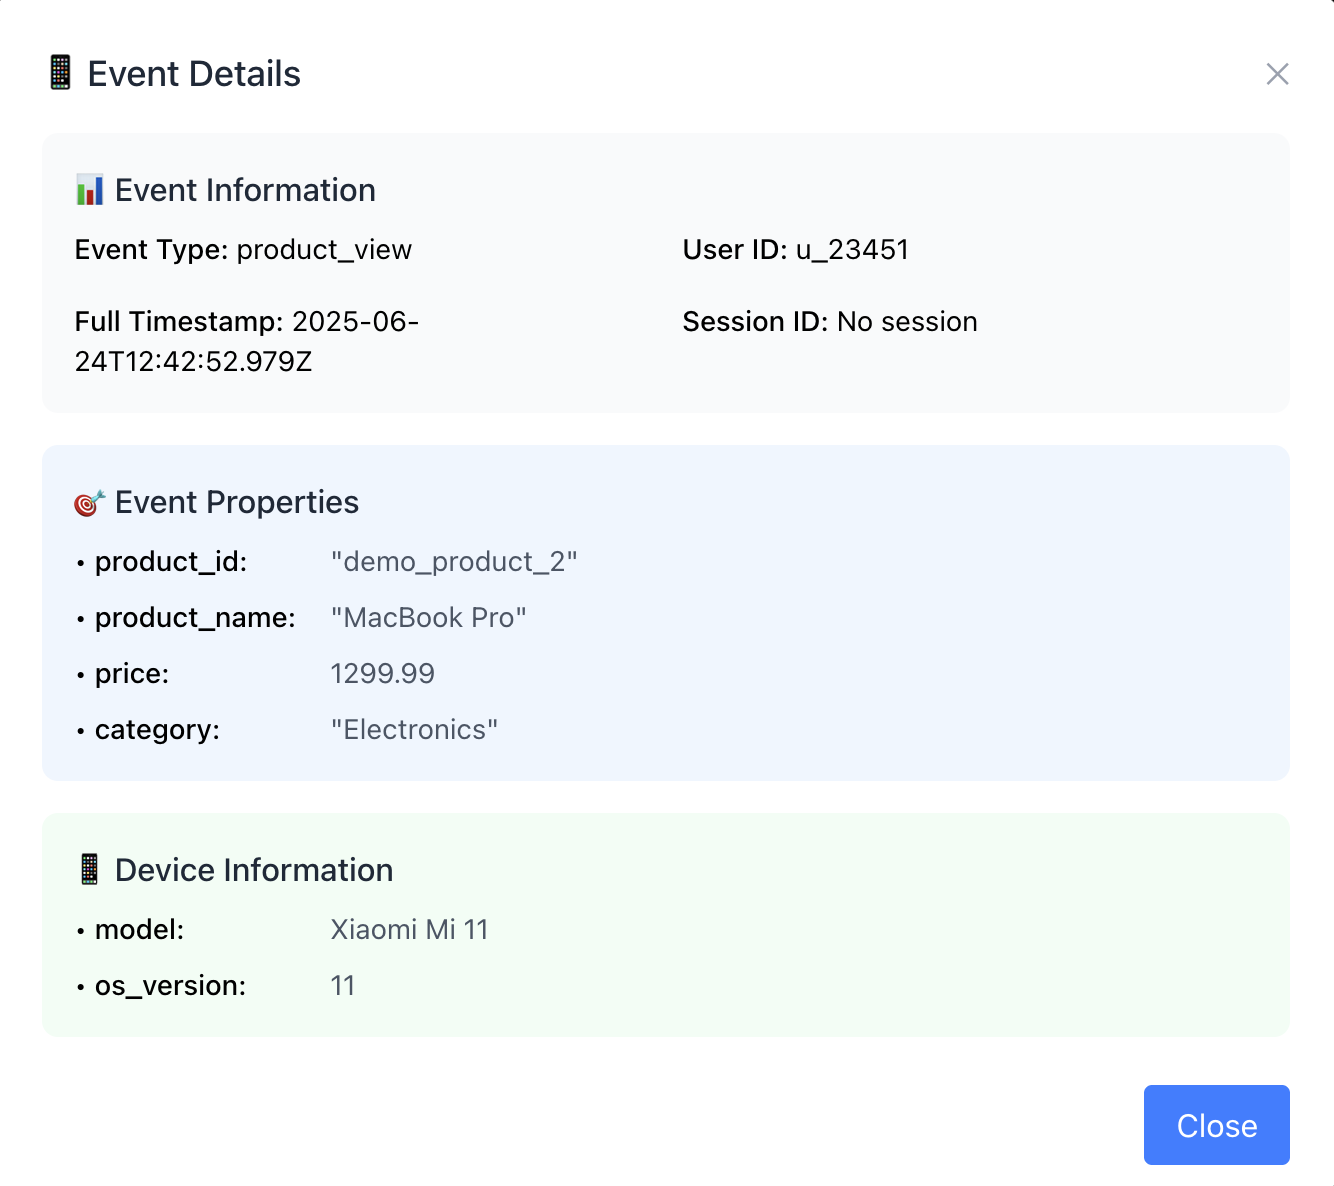 Event Details
Event Information
Event Type: product_view
User ID: u_23451
Full Timestamp: 2025-06-
24T12:42:52.979Z
Session ID: No session
Event Properties
• product_id: "demo_product_2"
• product_name: "MacBook Pro"
• price: 1299.99
• category: "Electronics"
Device Information
• model: Xiaomi Mi 11
• os_version: 11
Close